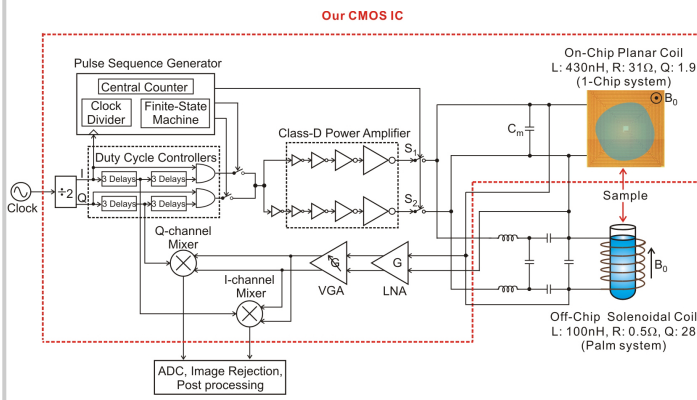 Our CMOS IC
Pulse Sequence Generator
Central Counter
Clock
Divider
Finite-State
Machine
Duty Cycle Controllers
I
3 Delays
3 Delays
Q
3 Delays
3 Delays
÷2
Clock
Class-D Power Amplifier
S1
S2
Cm
On-Chip Planar Coil
L: 430nH, R: 31Ω, Q: 1.9
(1-Chip system)
B0
Sample
B0
Off-Chip Solenoidal Coil
L: 100nH, R: 0.5Ω, Q: 28
(Palm system)
Q-channel
Mixer
I-channel
Mixer
G
VGA
G
LNA
ADC, Image Rejection,
Post processing